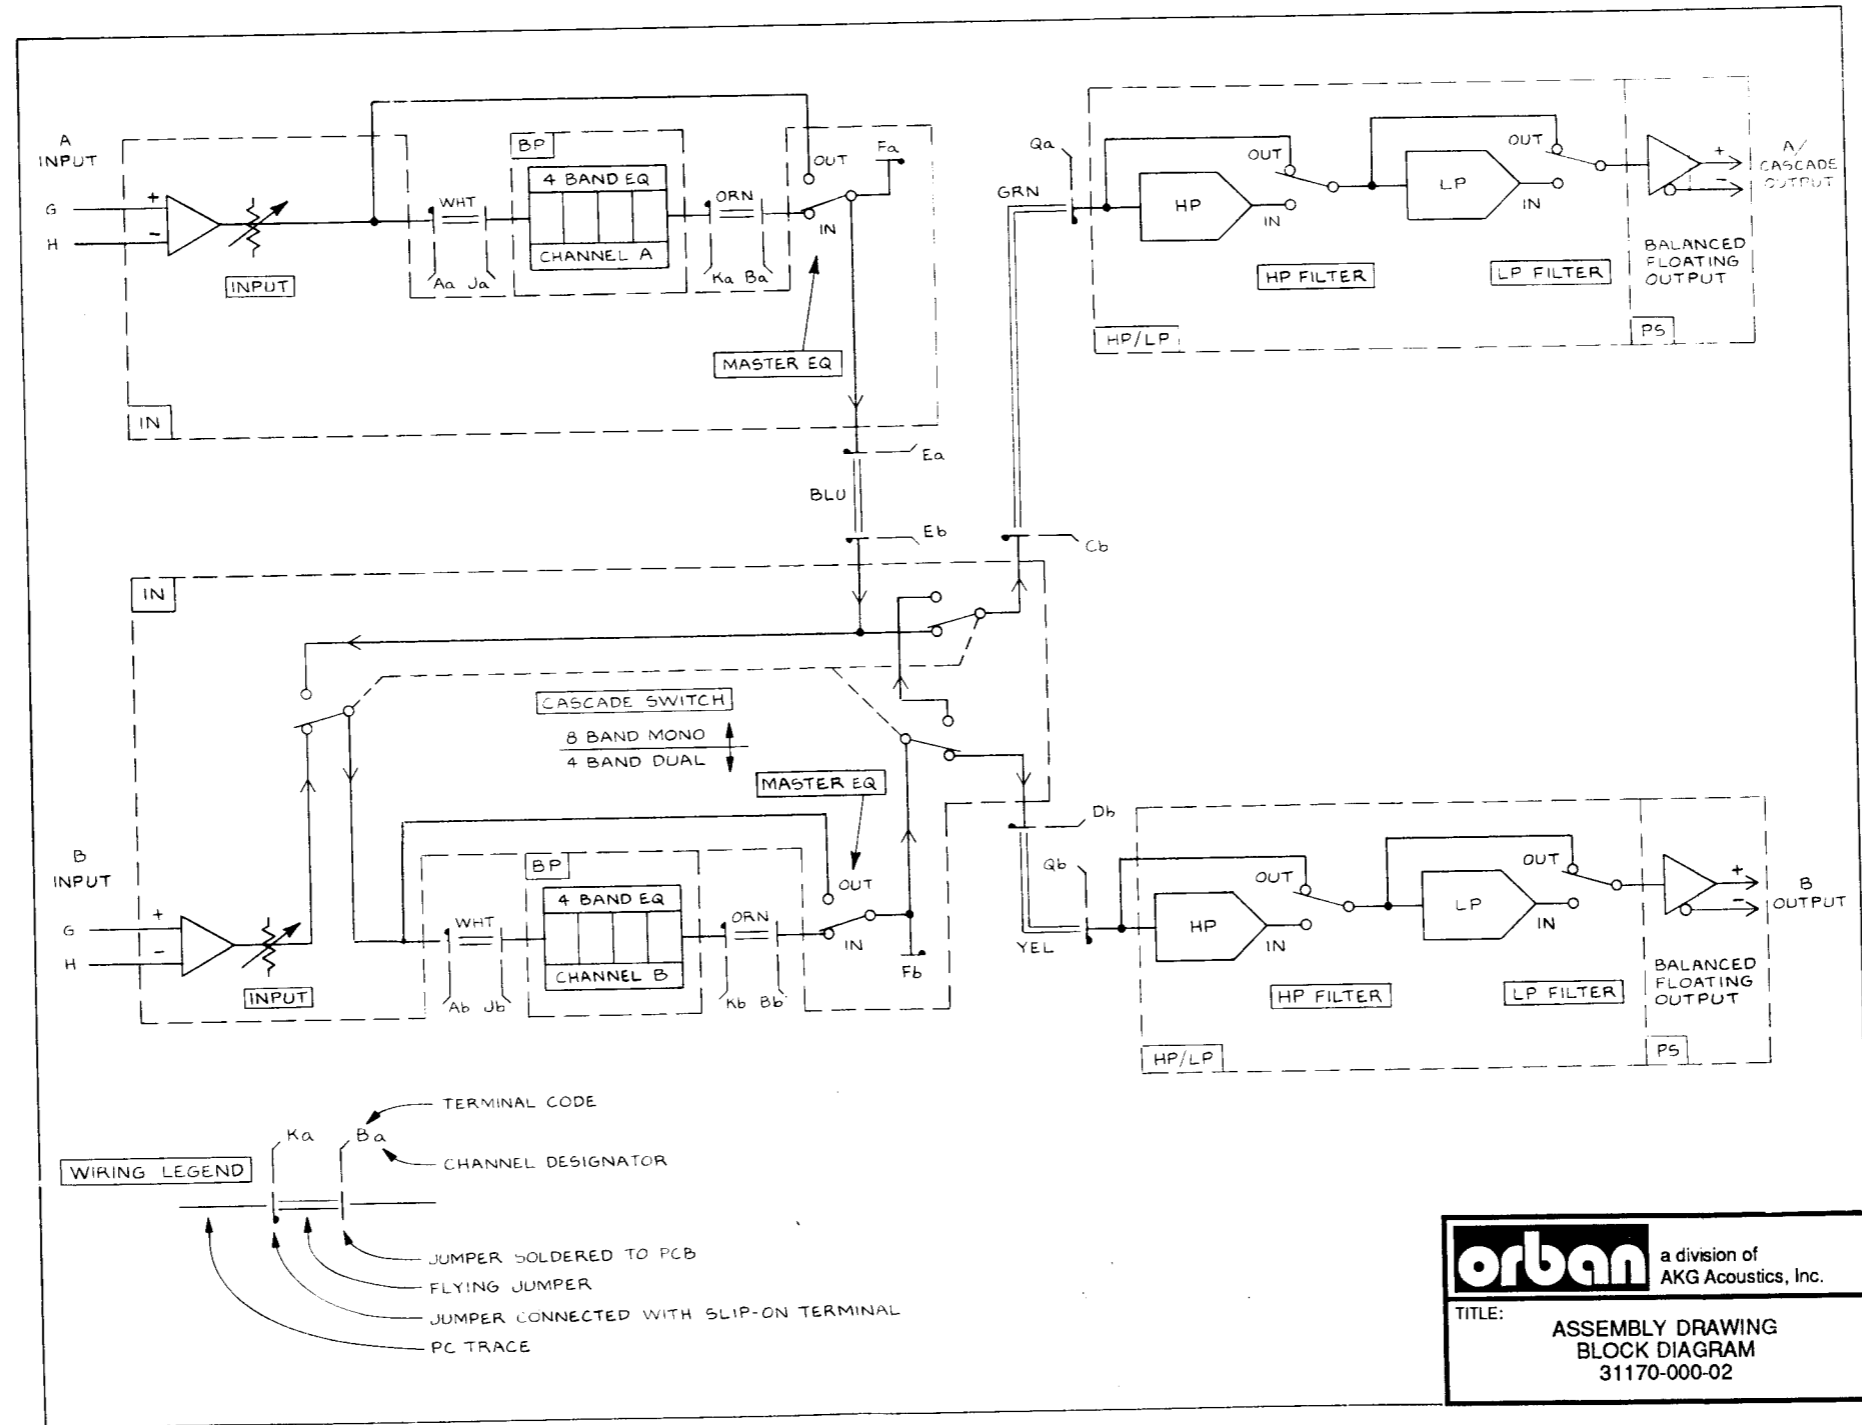 A
INPUT
G
H
+
-
INPUT
IN
WHT
Aa Ja
BP
4 BAND EQ
CHANNEL A
ORN
Ka Ba
OUT
IN
Fa
MASTER EQ
Ea
BLU
Eb
GRN
Qa
Cb
HP
OUT
IN
HP FILTER
HP/LP
LP
OUT
IN
LP FILTER
PS
+
-
A/
CASCADE
OUTPUT
BALANCED
FLOATING
OUTPUT
IN
CASCADE SWITCH
8 BAND MONO
4 BAND DUAL
MASTER EQ
B
INPUT
G
H
+
-
INPUT
WHT
Ab Jb
BP
4 BAND EQ
CHANNEL B
ORN
Kb Bb
OUT
IN
Fb
Db
Qb
YEL
HP
OUT
IN
HP FILTER
HP/LP
LP
OUT
IN
LP FILTER
PS
+
-
B
OUTPUT
BALANCED
FLOATING
OUTPUT
WIRING LEGEND
Ka
Ba
TERMINAL CODE
CHANNEL DESIGNATOR
JUMPER SOLDERED TO PCB
FLYING JUMPER
JUMPER CONNECTED WITH SLIP-ON TERMINAL
PC TRACE
orban
a division of
AKG Acoustics, Inc.
TITLE:
ASSEMBLY DRAWING
BLOCK DIAGRAM
31170-000-02